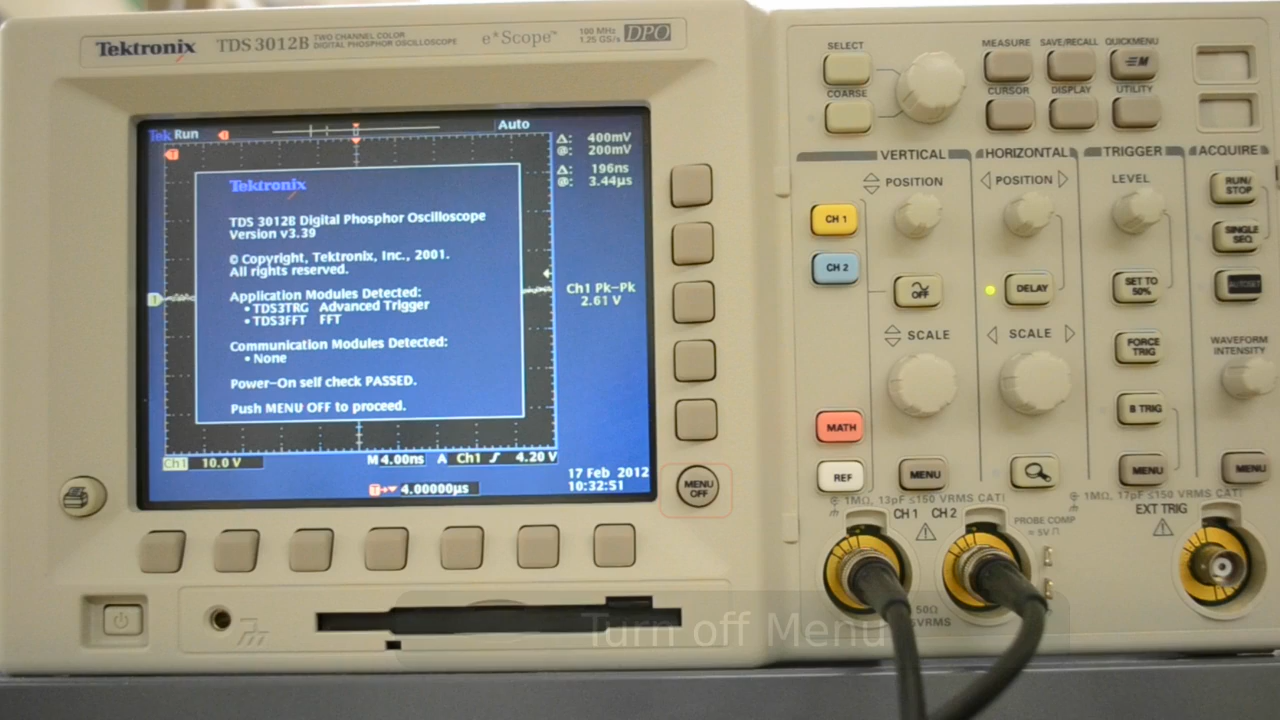 Tektronix TDS 3012B TWO CHANNEL COLOR DIGITAL PHOSPHOR OSCILLOSCOPE e*Scope™ 100 MHz 1.25 GS/s DPO
Tek Run
Auto
Δ: 400mV
@: 200mV
Δ: 196ns
@: 3.44µs
Tektronix
TDS 3012B Digital Phosphor Oscilloscope
Version v3.39
© Copyright, Tektronix, Inc., 2001.
All rights reserved.
Application Modules Detected:
• TDS3TRG Advanced Trigger
• TDS3FFT FFT
Communication Modules Detected:
• None
Power-On self check PASSED.
Push MENU OFF to proceed.
Ch1 Pk-Pk
2.61 V
Ch1 10.0 V M 4.00ns A Ch1 ƒ 4.20 V
T 4.00000µs
17 Feb 2012
10:32:51
MENU OFF
SELECT
COARSE
MEASURE SAVE/RECALL QUICKMENU
M
CURSOR DISPLAY UTILITY
VERTICAL HORIZONTAL TRIGGER ACQUIRE
POSITION POSITION LEVEL
RUN/STOP
CH 1
SINGLE SEQ
CH 2
OFF
DELAY
SET TO 50%
AUTOSET
SCALE SCALE
FORCE TRIG
WAVEFORM INTENSITY
B TRIG
MATH
REF
MENU
MENU
MENU
1MΩ, 13pF ≤150 VRMS CAT I
1MΩ, 17pF ≤150 VRMS CAT I
CH 1 CH 2
EXT TRIG
PROBE COMP
≈ 5V
50Ω
5VRMS
Turn off Menu